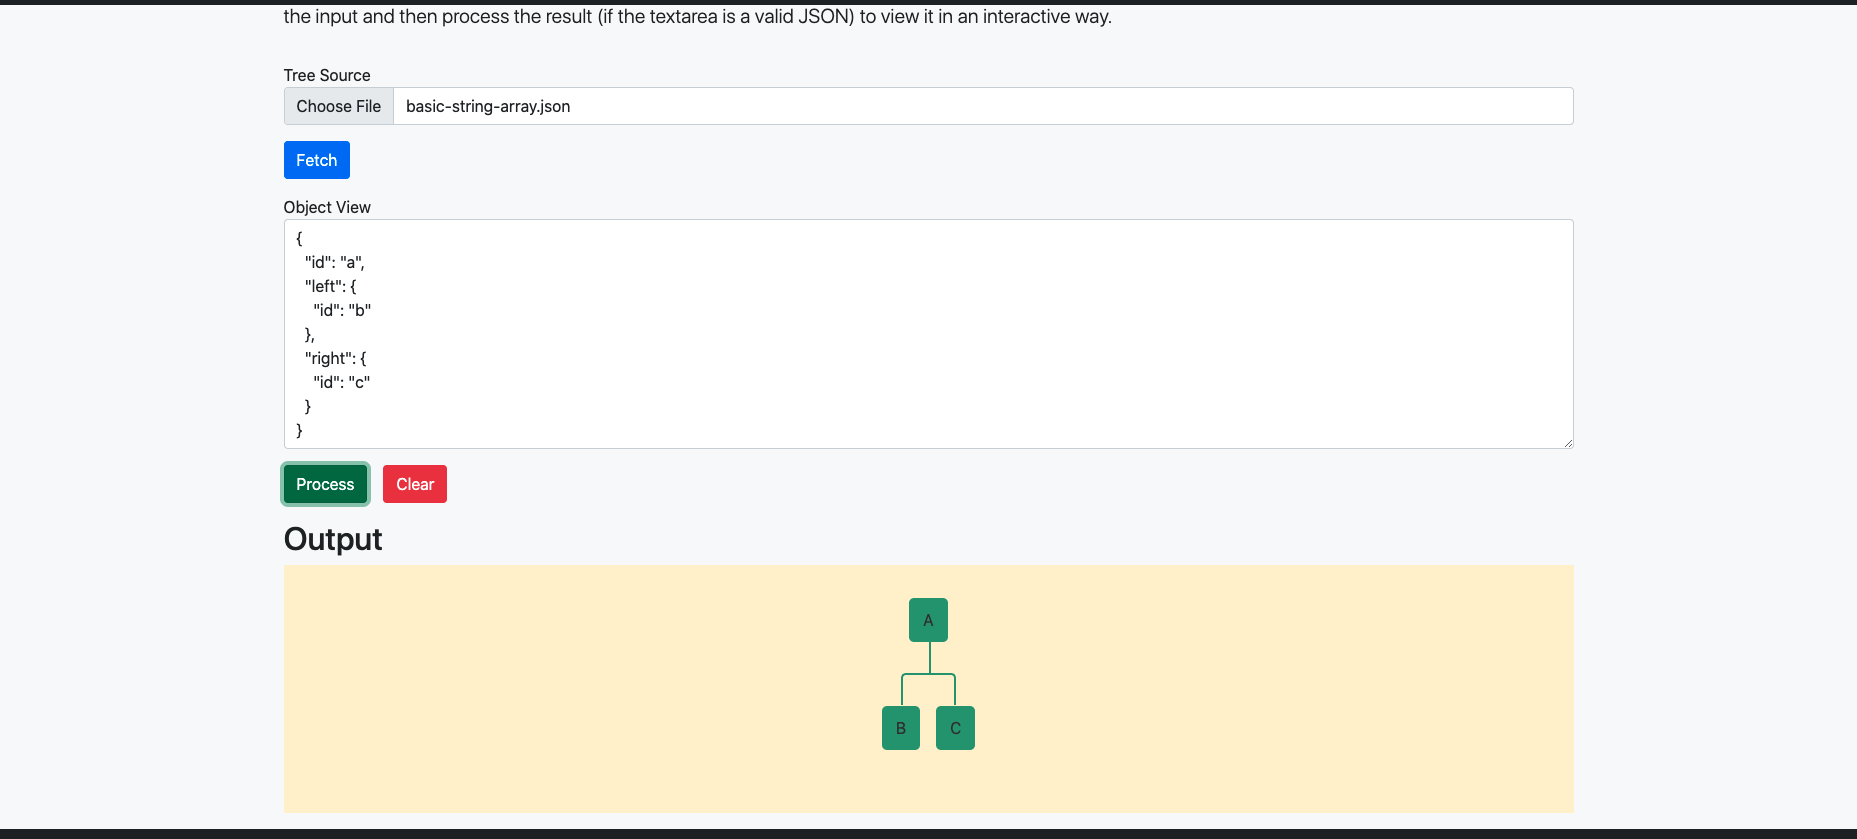 the input and then process the result (if the textarea is a valid JSON) to view it in an interactive way.
Tree Source
Choose File basic-string-array.json
Fetch
Object View
{
"id": "a",
"left": {
"id": "b"
},
"right": {
"id": "c"
}
}
Process Clear
Output
A
B C